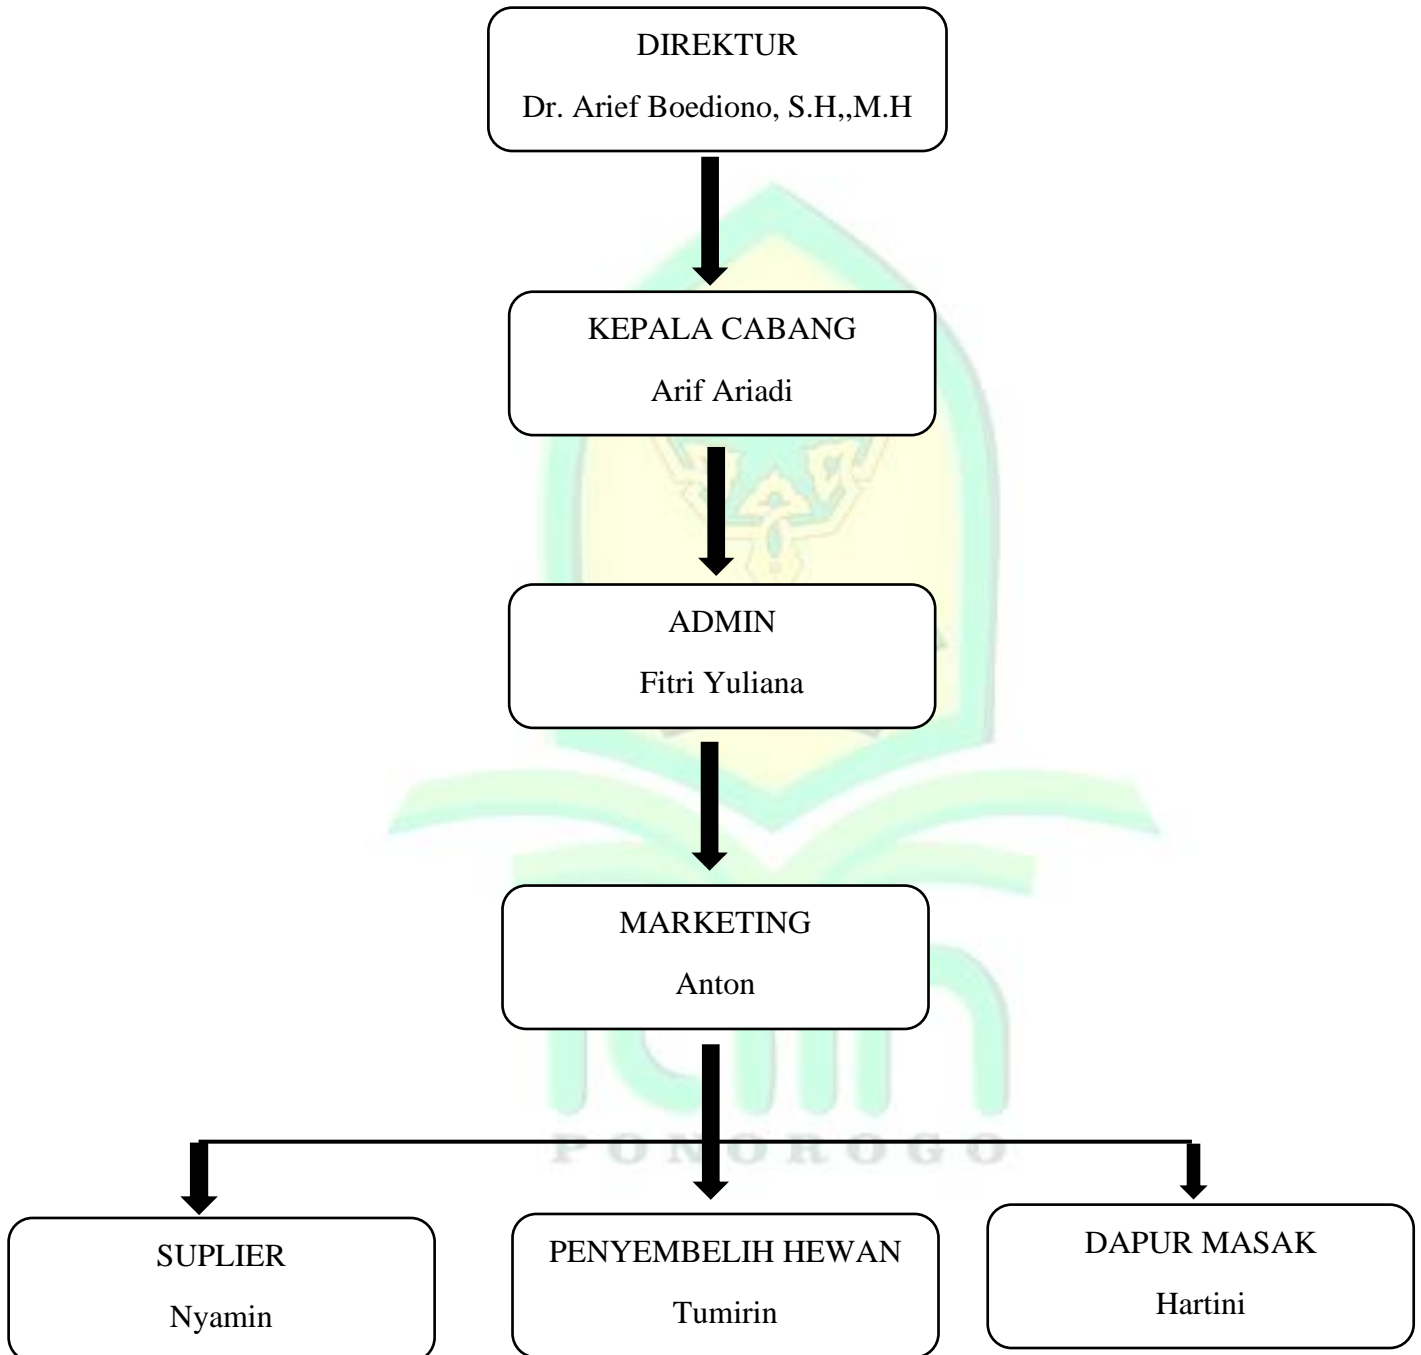 DIREKTUR
Dr. Arief Boediono, S.H,,M.H
KEPALA CABANG
Arif Ariadi
ADMIN
Fitri Yuliana
MARKETING
Anton
iain
PONOROGO
SUPLIER
Nyamin
PENYEMBELIH HEWAN
Tumirin
DAPUR MASAK
Hartini